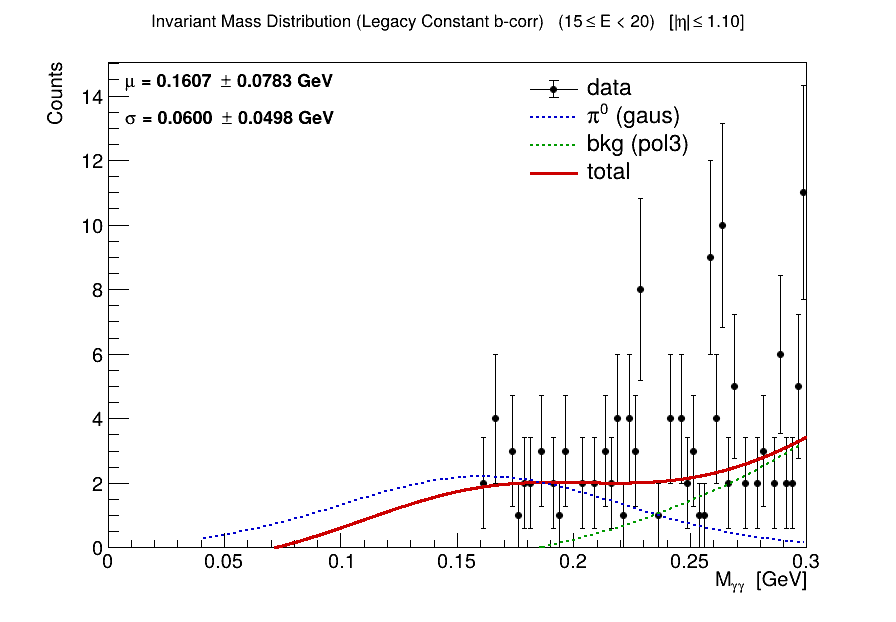 Invariant Mass Distribution (Legacy Constant b-corr) (15 ≤ E < 20) [|η| ≤ 1.10]
Counts
μ = 0.1607 ± 0.0783 GeV
σ = 0.0600 ± 0.0498 GeV
data
π⁰ (gaus)
bkg (pol3)
total
14
12
10
8
6
4
2
0
0 0.05 0.1 0.15 0.2 0.25 0.3
Mγγ [GeV]